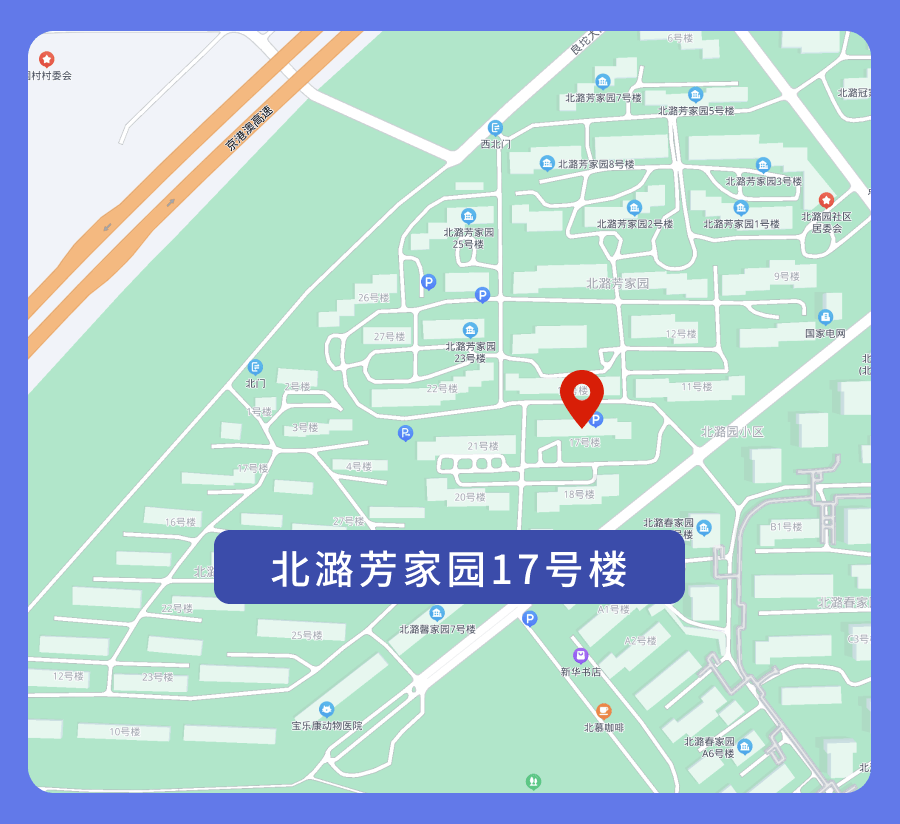 6号楼
艮坨大
村村委会
北潞芳家园7号楼
北潞冠
北潞芳家园5号楼
京港澳高速
西北门
北潞芳家园8号楼
北潞芳家园3号楼
北潞园社区
居委会
北潞芳家园2号楼
北潞芳家园1号楼
北潞芳家园
25号楼
9号楼
北潞芳家园
P
P
26号楼
国家电网
27号楼
12号楼
北潞芳家园
23号楼
北
(北
北门
2号楼
22号楼
号楼
11号楼
1号楼
P
3号楼
北潞园小区
17号楼
21号楼
17号楼
4号楼
20号楼
18号楼
16号楼
27号楼
北潞春家园
号楼
B1号楼
北潞芳家园17号楼
北
22号楼
北潞馨家园7号楼
P
A1号楼
北潞春家
25号楼
A2号楼
C3号
新华书店
12号楼
23号楼
宝乐康动物医院
北慕咖啡
10号楼
北潞春家园
A6号楼
北